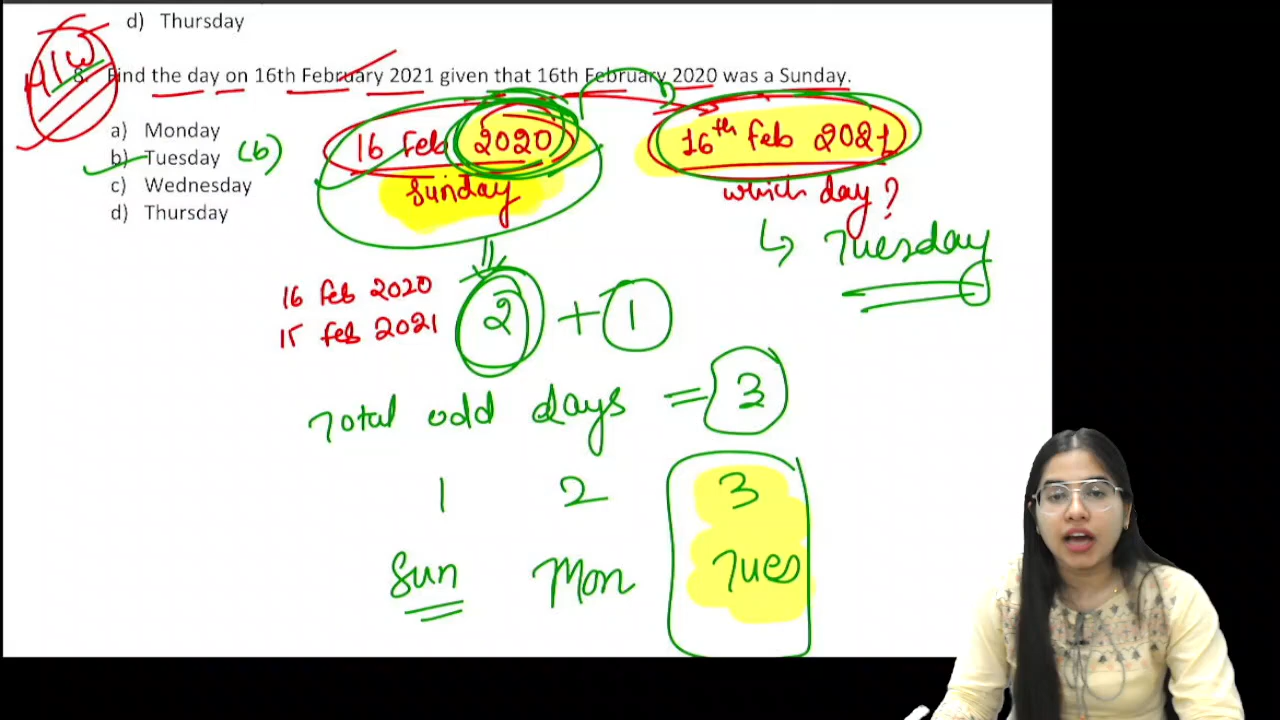 d) Thursday
H/W
8. Find the day on 16th February 2021 given that 16th February 2020 was a Sunday.
a) Monday
b) Tuesday (b)
c) Wednesday
d) Thursday
16 Feb 2020
Sunday
16th Feb 2021
which day?
↳ Tuesday
16 Feb 2020
15 Feb 2021
2 + 1
Total odd days = 3
1 2 3
Sun Mon Tues